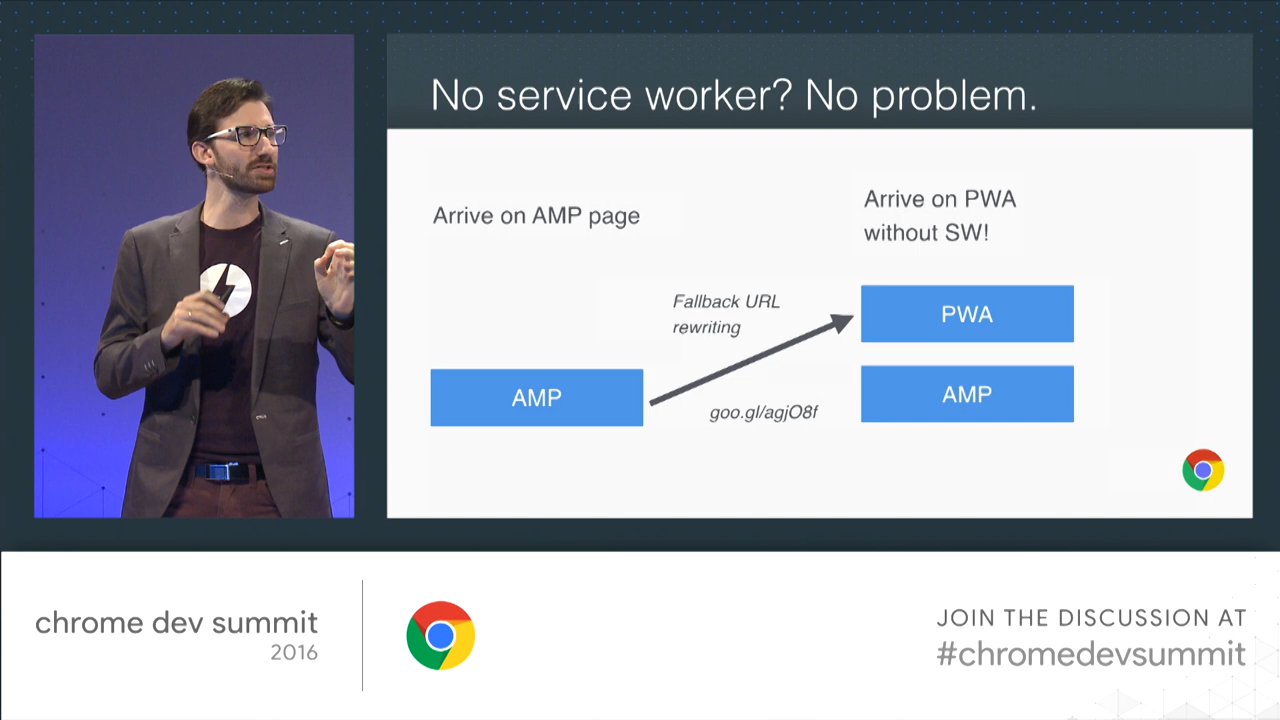 No service worker? No problem.
Arrive on AMP page
Arrive on PWA
without SW!
Fallback URL
rewriting
PWA
AMP
goo.gl/agjO8f
AMP
chrome dev summit
2016
JOIN THE DISCUSSION AT
#chromedevsummit